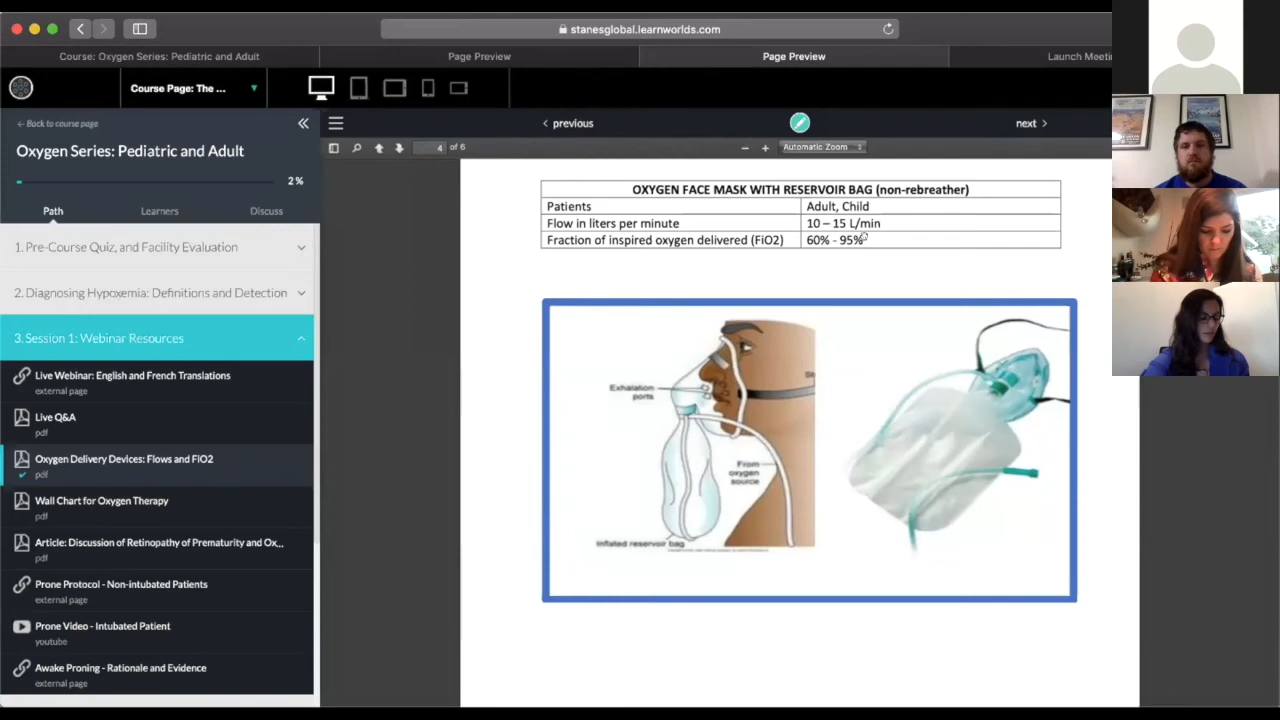 stanesglobal.learnworlds.com
Course: Oxygen Series: Pediatric and Adult
Page Preview
Page Preview
Launch Meeti
Course Page: The ...
← Back to course page
Oxygen Series: Pediatric and Adult
2%
Path
Learners
Discuss
1. Pre-Course Quiz, and Facility Evaluation
2. Diagnosing Hypoxemia: Definitions and Detection
3. Session 1: Webinar Resources
Live Webinar: English and French Translations
external page
Live Q&A
pdf
Oxygen Delivery Devices: Flows and FiO2
pdf
Wall Chart for Oxygen Therapy
pdf
Article: Discussion of Retinopathy of Prematurity and Ox...
pdf
Prone Protocol - Non-intubated Patients
external page
Prone Video - Intubated Patient
youtube
Awake Proning - Rationale and Evidence
external page
previous
next
4 of 6
Automatic Zoom
OXYGEN FACE MASK WITH RESERVOIR BAG (non-rebreather)
Patients Adult, Child
Flow in liters per minute 10 – 15 L/min
Fraction of inspired oxygen delivered (FiO2) 60% - 95%
Exhalation
ports
From
oxygen
source
Inflated reservoir bag